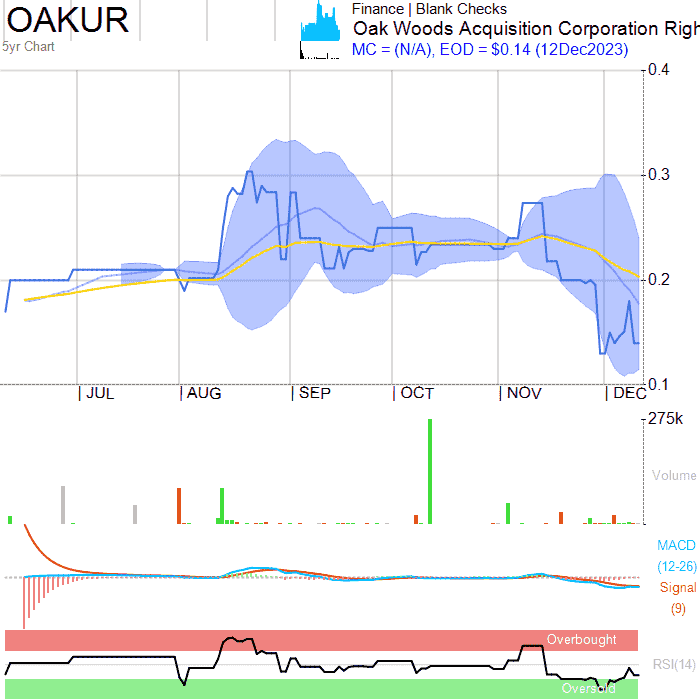 OAKUR
5yr Chart
Finance | Blank Checks
Oak Woods Acquisition Corporation Righ
MC = (N/A), EOD = $0.14 (12Dec2023)
0.4
0.3
0.2
0.1
JUL AUG SEP OCT NOV DEC
275k
Volume
MACD
(12-26)
Signal
(9)
Overbought
RSI(14)
Oversold